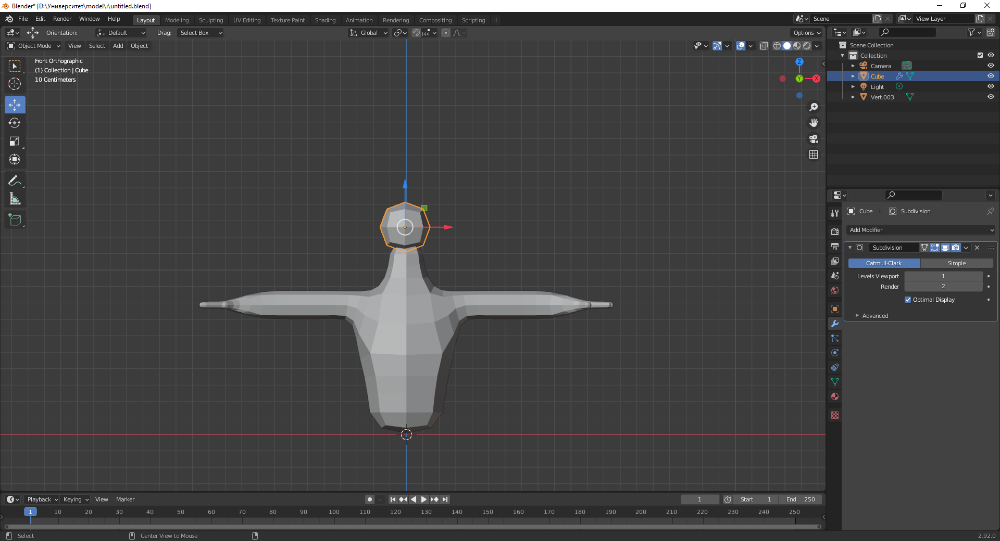 Blender* [D:\Университет\model\i\untitled.blend]
File Edit Render Window Help Layout Modeling Sculpting UV Editing Texture Paint Shading Animation Rendering Compositing Scripting + Scene View Layer
Orientation: Default Drag: Select Box Global Options
Object Mode View Select Add Object
Front Orthographic
(1) Collection | Cube
10 Centimeters
Z
Y
X
Scene Collection
Collection
Camera
Cube
Light
Vert.003
Cube Subdivision
Add Modifier
Subdivision
Catmull-Clark Simple
Levels Viewport 1
Render 2
Optimal Display
Advanced
Playback Keying View Marker 1 Start 1 End 250
1 10 20 30 40 50 60 70 80 90 100 110 120 130 140 150 160 170 180 190 200 210 220 230 240 250
Select Center View to Mouse 2.92.0